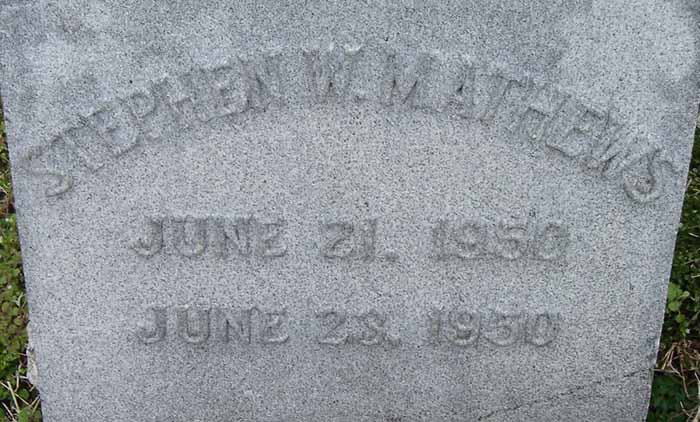 STEPHEN W. MATHEWS
JUNE 21. 1950
JUNE 23. 1950